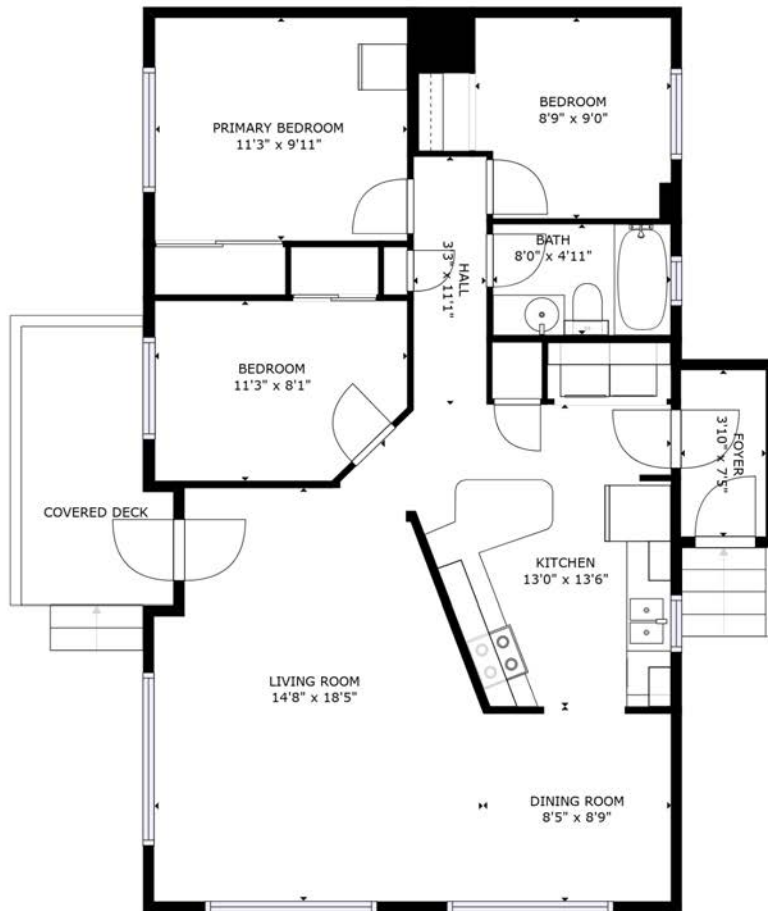 PRIMARY BEDROOM
11'3" x 9'11"
BEDROOM
8'9" x 9'0"
BATH
8'0" x 4'11"
HALL
3'3" x 11'1"
BEDROOM
11'3" x 8'1"
FOYER
3'10" x 7'5"
COVERED DECK
KITCHEN
13'0" x 13'6"
LIVING ROOM
14'8" x 18'5"
DINING ROOM
8'5" x 8'9"